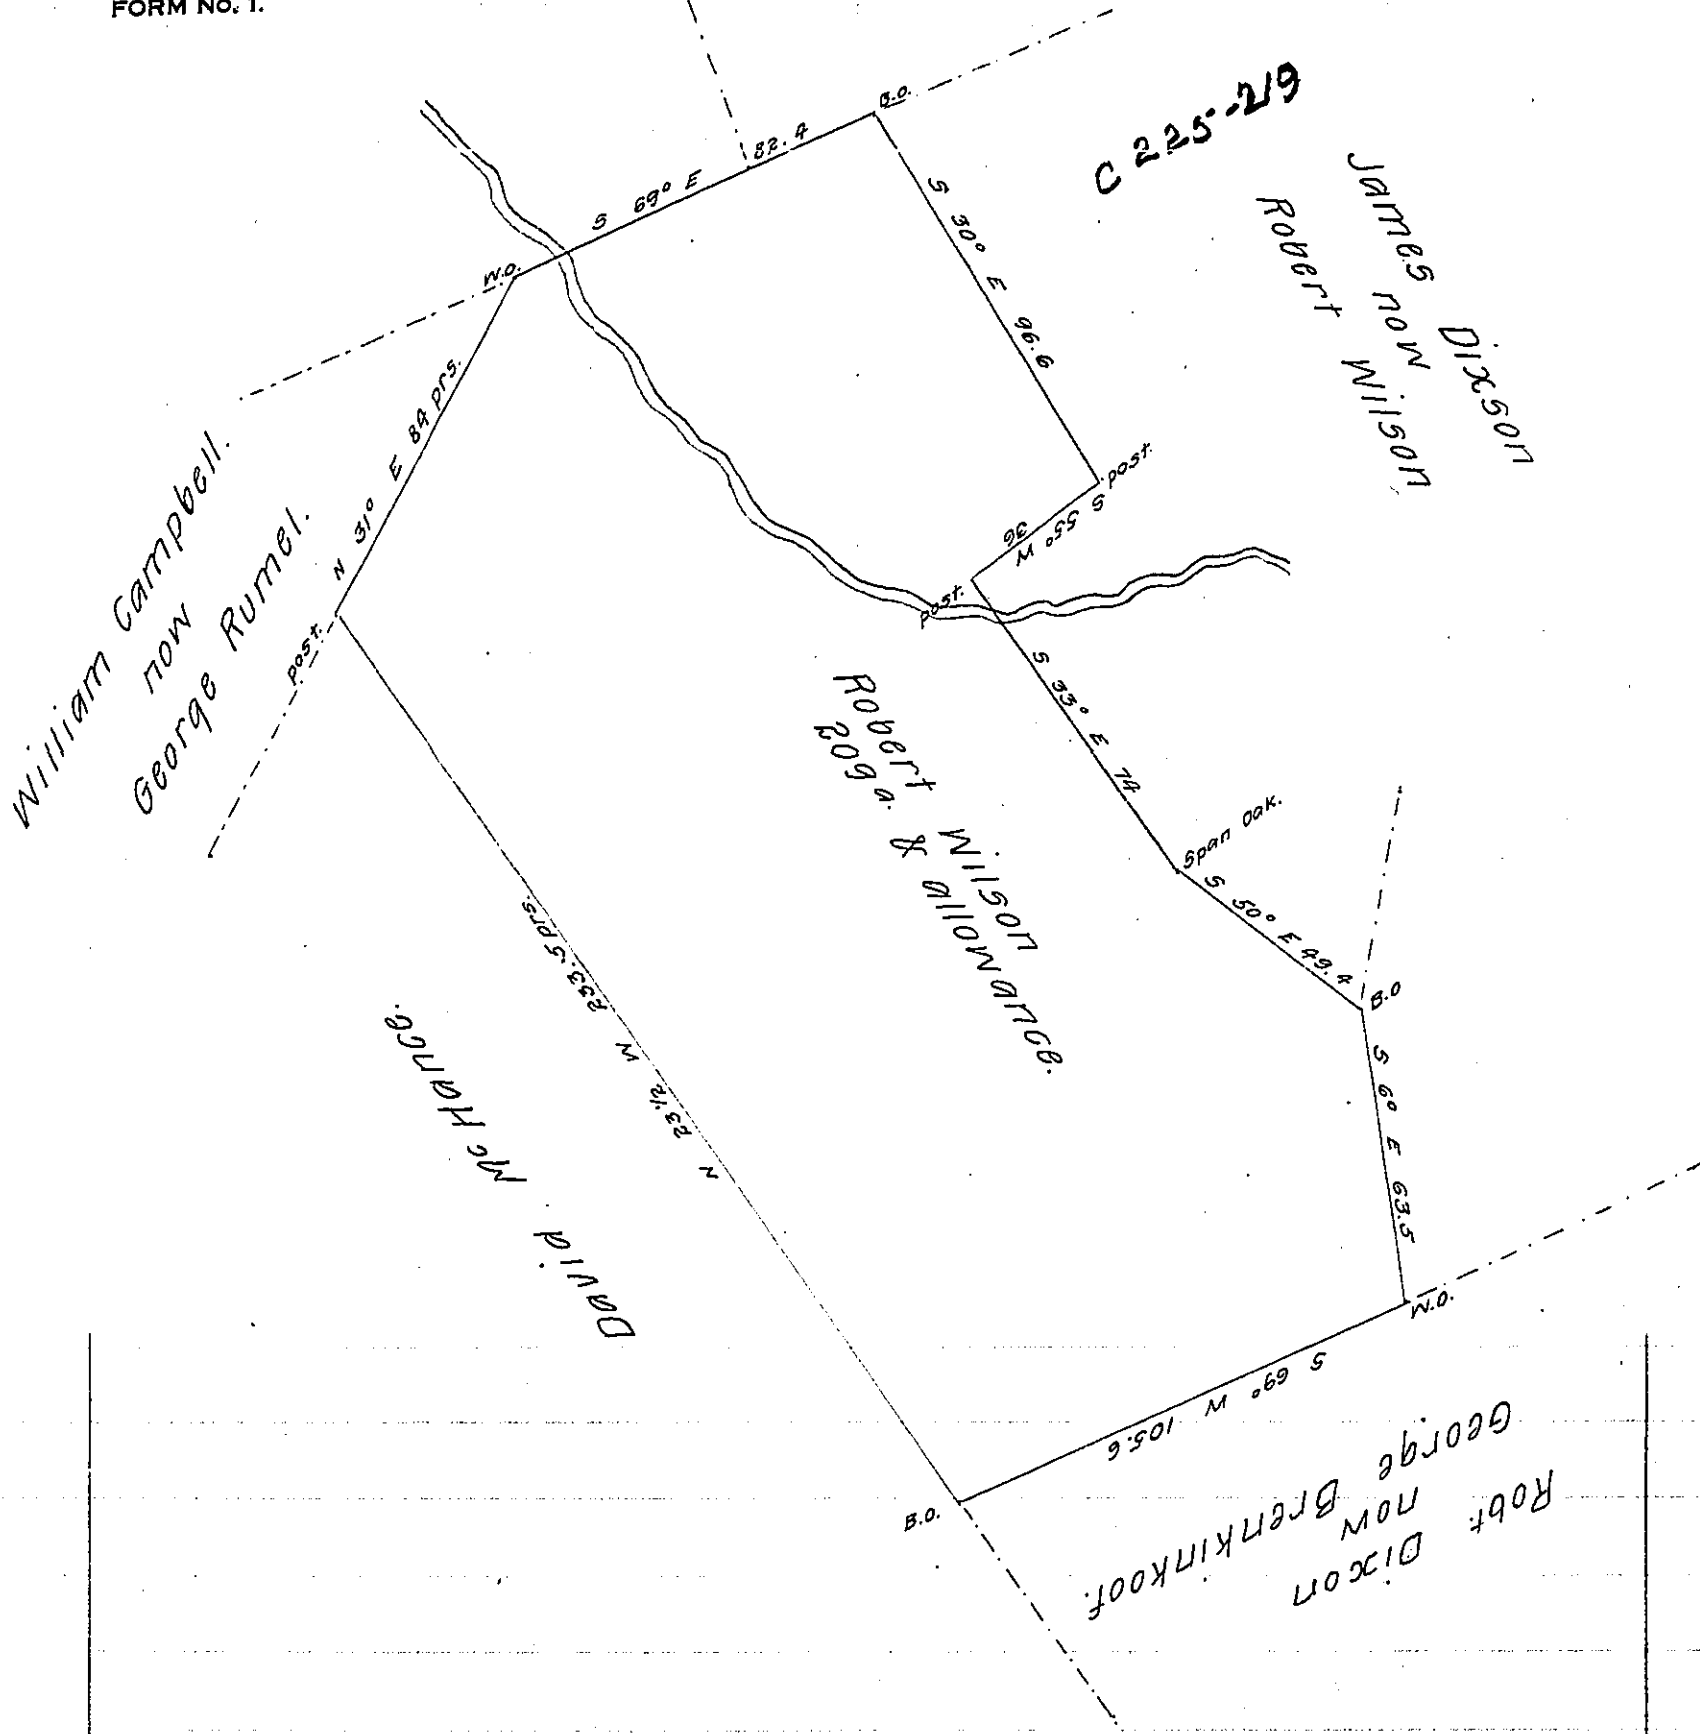 FORM NO. 1.
C 225-219
B.O.
S 69° E 82.4
W.O.
S 30° E 96.6
James Dixson
now
Robert Wilson
post.
S 55° W 36
post.
N 31° E 84 prs.
William Campbell.
now
George Rumel.
post.
S 33° E 74
Robert Wilson
209 a. & allowance.
Span Oak.
S 50° E 49.4
B.O
S 6° E 63.5
W.O.
N 23 1/2 W 253.5 prs.
David McHance.
S 69° W 105.6
B.O.
Robt. Dixon
now
George Brenkinkoof.